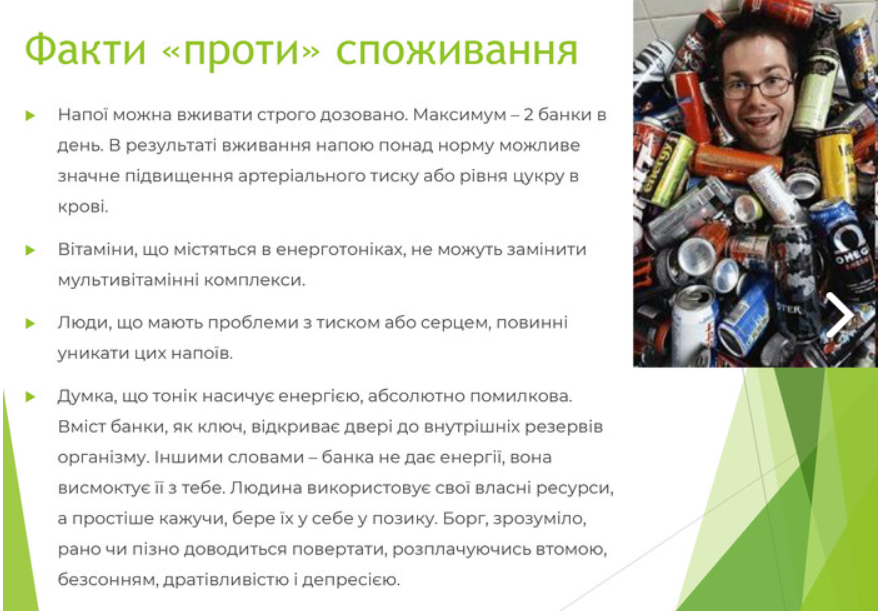 Факти «проти» споживання
Напої можна вживати строго дозовано. Максимум – 2 банки в
день. В результаті вживання напою понад норму можливе
значне підвищення артеріального тиску або рівня цукру в
крові.
Вітаміни, що містяться в енерготоніках, не можуть замінити
мультивітамінні комплекси.
Люди, що мають проблеми з тиском або серцем, повинні
уникати цих напоїв.
Думка, що тонік насичує енергією, абсолютно помилкова.
Вміст банки, як ключ, відкриває двері до внутрішніх резервів
організму. Іншими словами – банка не дає енергії, вона
висмоктує її з тебе. Людина використовує свої власні ресурси,
а простіше кажучи, бере їх у себе у позику. Борг, зрозуміло,
рано чи пізно доводиться повертати, розплачуючись втомою,
безсонням, дратівливістю і депресією.